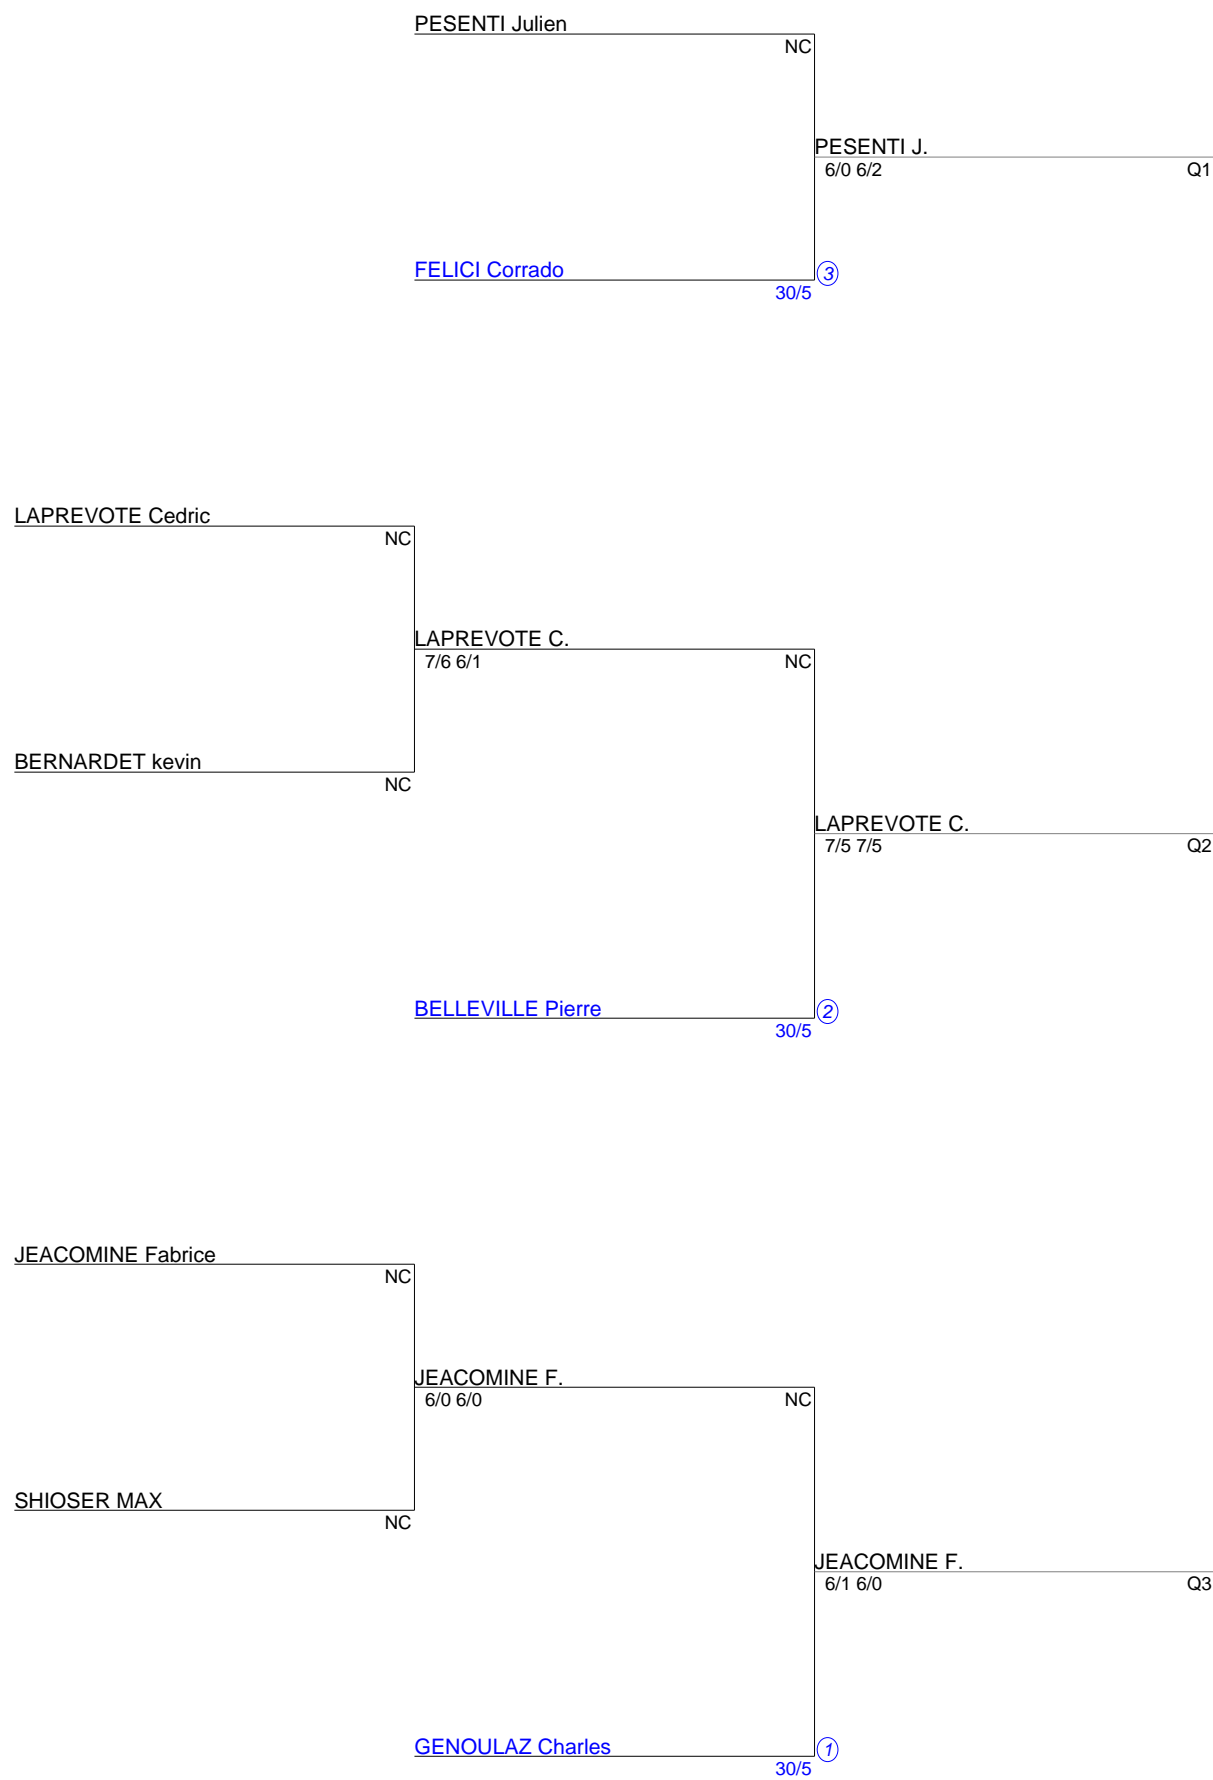 PESENTI Julien
NC
PESENTI J.
6/0 6/2 Q1
FELICI Corrado
3
30/5
LAPREVOTE Cedric
NC
LAPREVOTE C.
7/6 6/1 NC
BERNARDET kevin
NC
LAPREVOTE C.
7/5 7/5 Q2
BELLEVILLE Pierre
2
30/5
JEACOMINE Fabrice
NC
JEACOMINE F.
6/0 6/0 NC
SHIOSER MAX
NC
JEACOMINE F.
6/1 6/0 Q3
GENOULAZ Charles
1
30/5